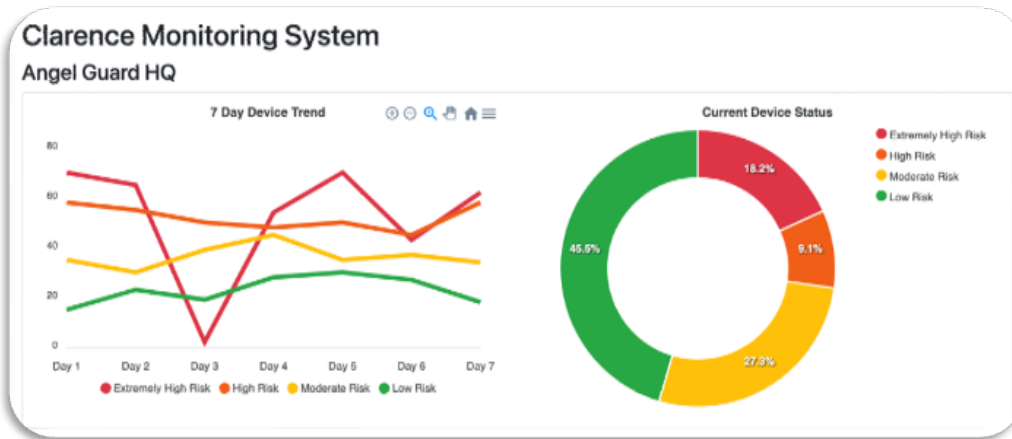 Clarence Monitoring System
Angel Guard HQ
7 Day Device Trend
80
60
40
20
0
Day 1 Day 2 Day 3 Day 4 Day 5 Day 6 Day 7
Extremely High Risk High Risk Moderate Risk Low Risk
Current Device Status
18.2%
9.1%
27.3%
45.5%
Extremely High Risk
High Risk
Moderate Risk
Low Risk